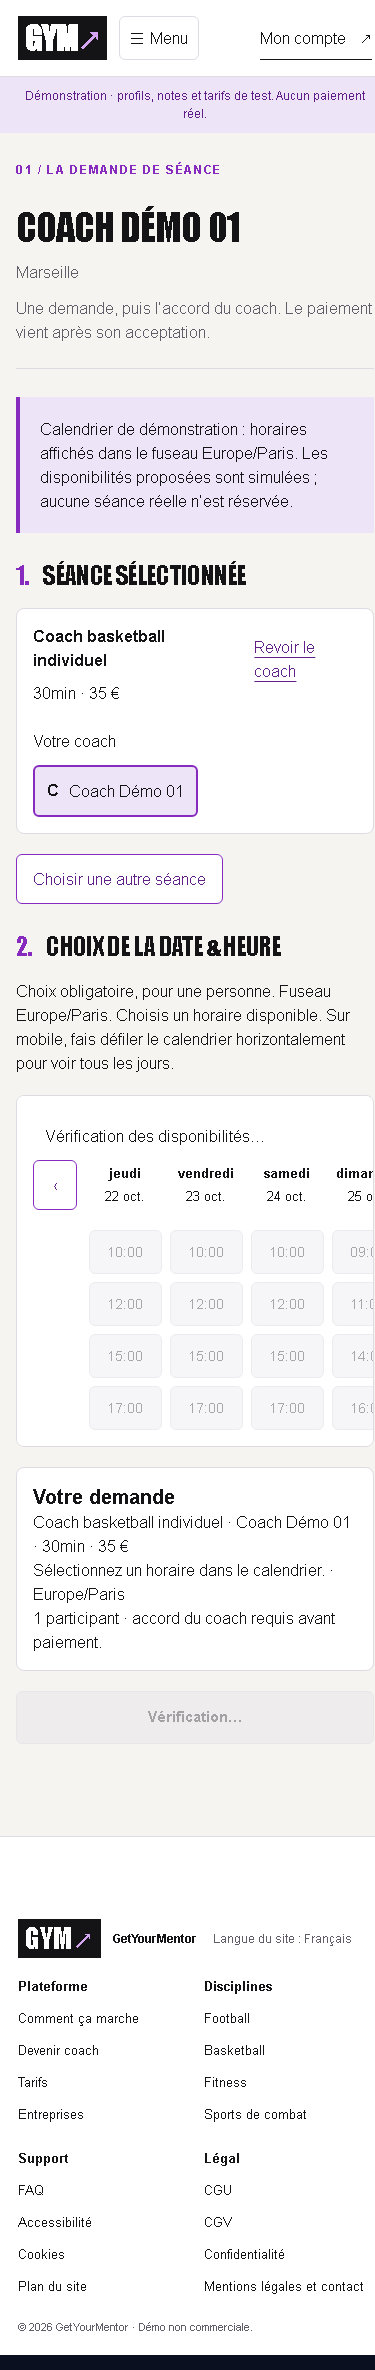 GYM↗ ☰ Menu Mon compte ↗
Démonstration · profils, notes et tarifs de test. Aucun paiement
réel.
01 / LA DEMANDE DE SÉANCE
COACH DÉMO 01
Marseille
Une demande, puis l'accord du coach. Le paiement
vient après son acceptation.
Calendrier de démonstration : horaires
affichés dans le fuseau Europe/Paris. Les
disponibilités proposées sont simulées ;
aucune séance réelle n'est réservée.
1. SÉANCE SÉLECTIONNÉE
Coach basketball
individuel
30min · 35 €
Revoir le
coach
Votre coach
C Coach Démo 01
Choisir une autre séance
2. CHOIX DE LA DATE & HEURE
Choix obligatoire, pour une personne. Fuseau
Europe/Paris. Choisis un horaire disponible. Sur
mobile, fais défiler le calendrier horizontalement
pour voir tous les jours.
Vérification des disponibilités…
‹ jeudi vendredi samedi diman
22 oct. 23 oct. 24 oct. 25 o
10:00 10:00 10:00 09:0
12:00 12:00 12:00 11:0
15:00 15:00 15:00 14:0
17:00 17:00 17:00 16:0
Votre demande
Coach basketball individuel · Coach Démo 01
· 30min · 35 €
Sélectionnez un horaire dans le calendrier. ·
Europe/Paris
1 participant · accord du coach requis avant
paiement.
Vérification…
GYM↗ GetYourMentor Langue du site : Français
Plateforme Disciplines
Comment ça marche Football
Devenir coach Basketball
Tarifs Fitness
Entreprises Sports de combat
Support Légal
FAQ CGU
Accessibilité CGV
Cookies Confidentialité
Plan du site Mentions légales et contact
© 2026 GetYourMentor · Démo non commerciale.